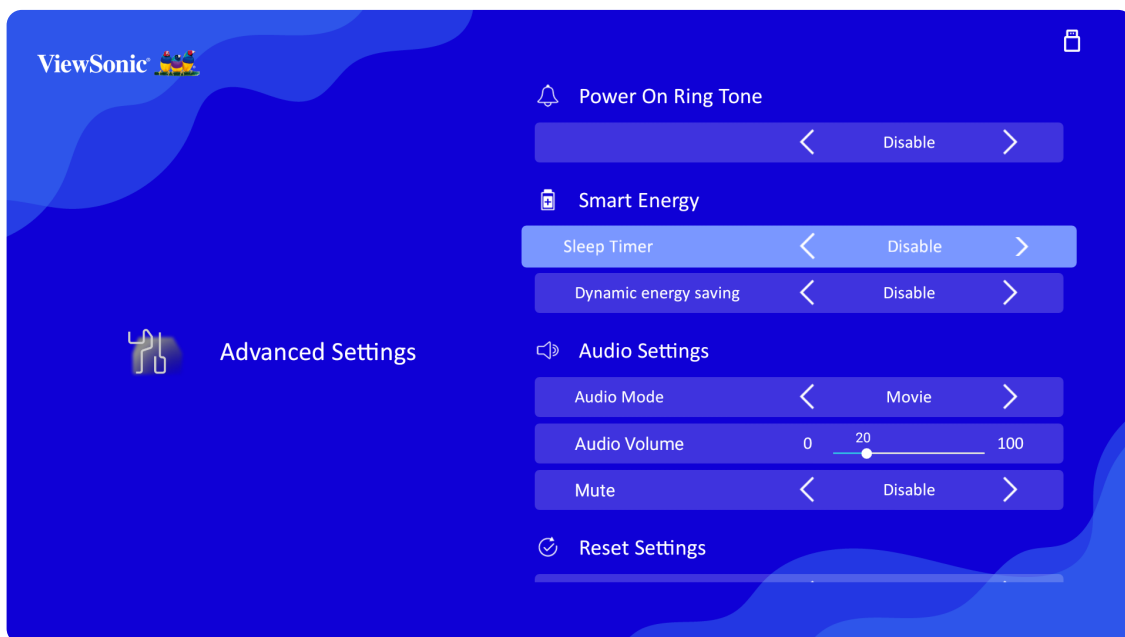 ViewSonic®
Power On Ring Tone
Disable
Smart Energy
Sleep Timer Disable
Dynamic energy saving Disable
Advanced Settings
Audio Settings
Audio Mode Movie
Audio Volume 0 20 100
Mute Disable
Reset Settings